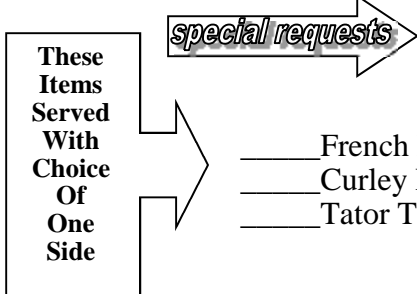 special requests
These
Items
Served
With
Choice
Of
One
Side
_____French
_____Curley
_____Tator